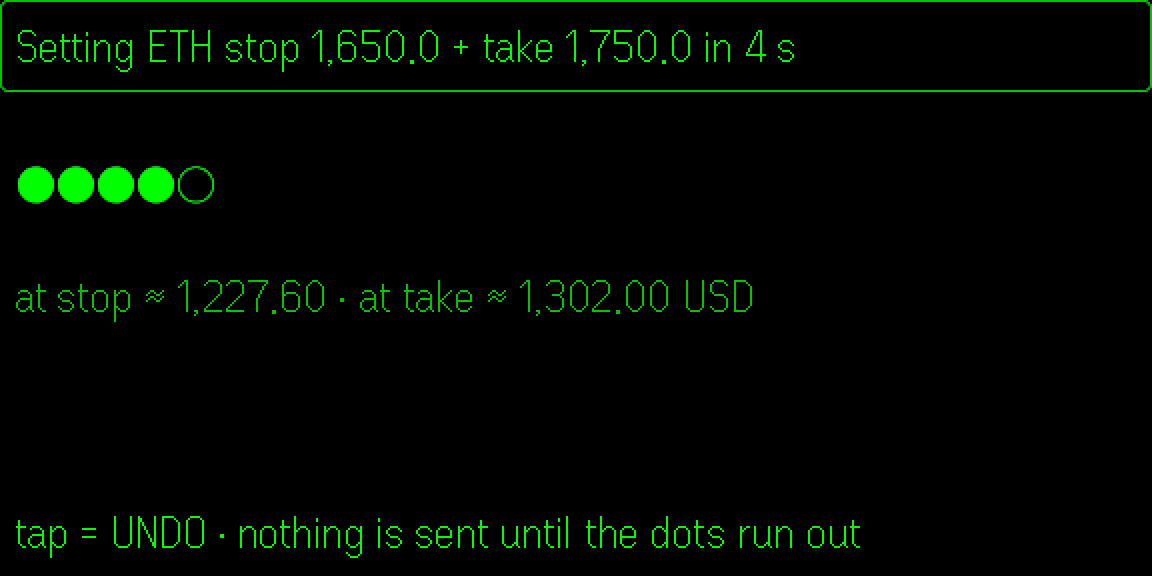 Setting ETH stop 1,650.0 + take 1,750.0 in 4 s
at stop ≈ 1,227.60 · at take ≈ 1,302.00 USD
tap = UNDO · nothing is sent until the dots run out